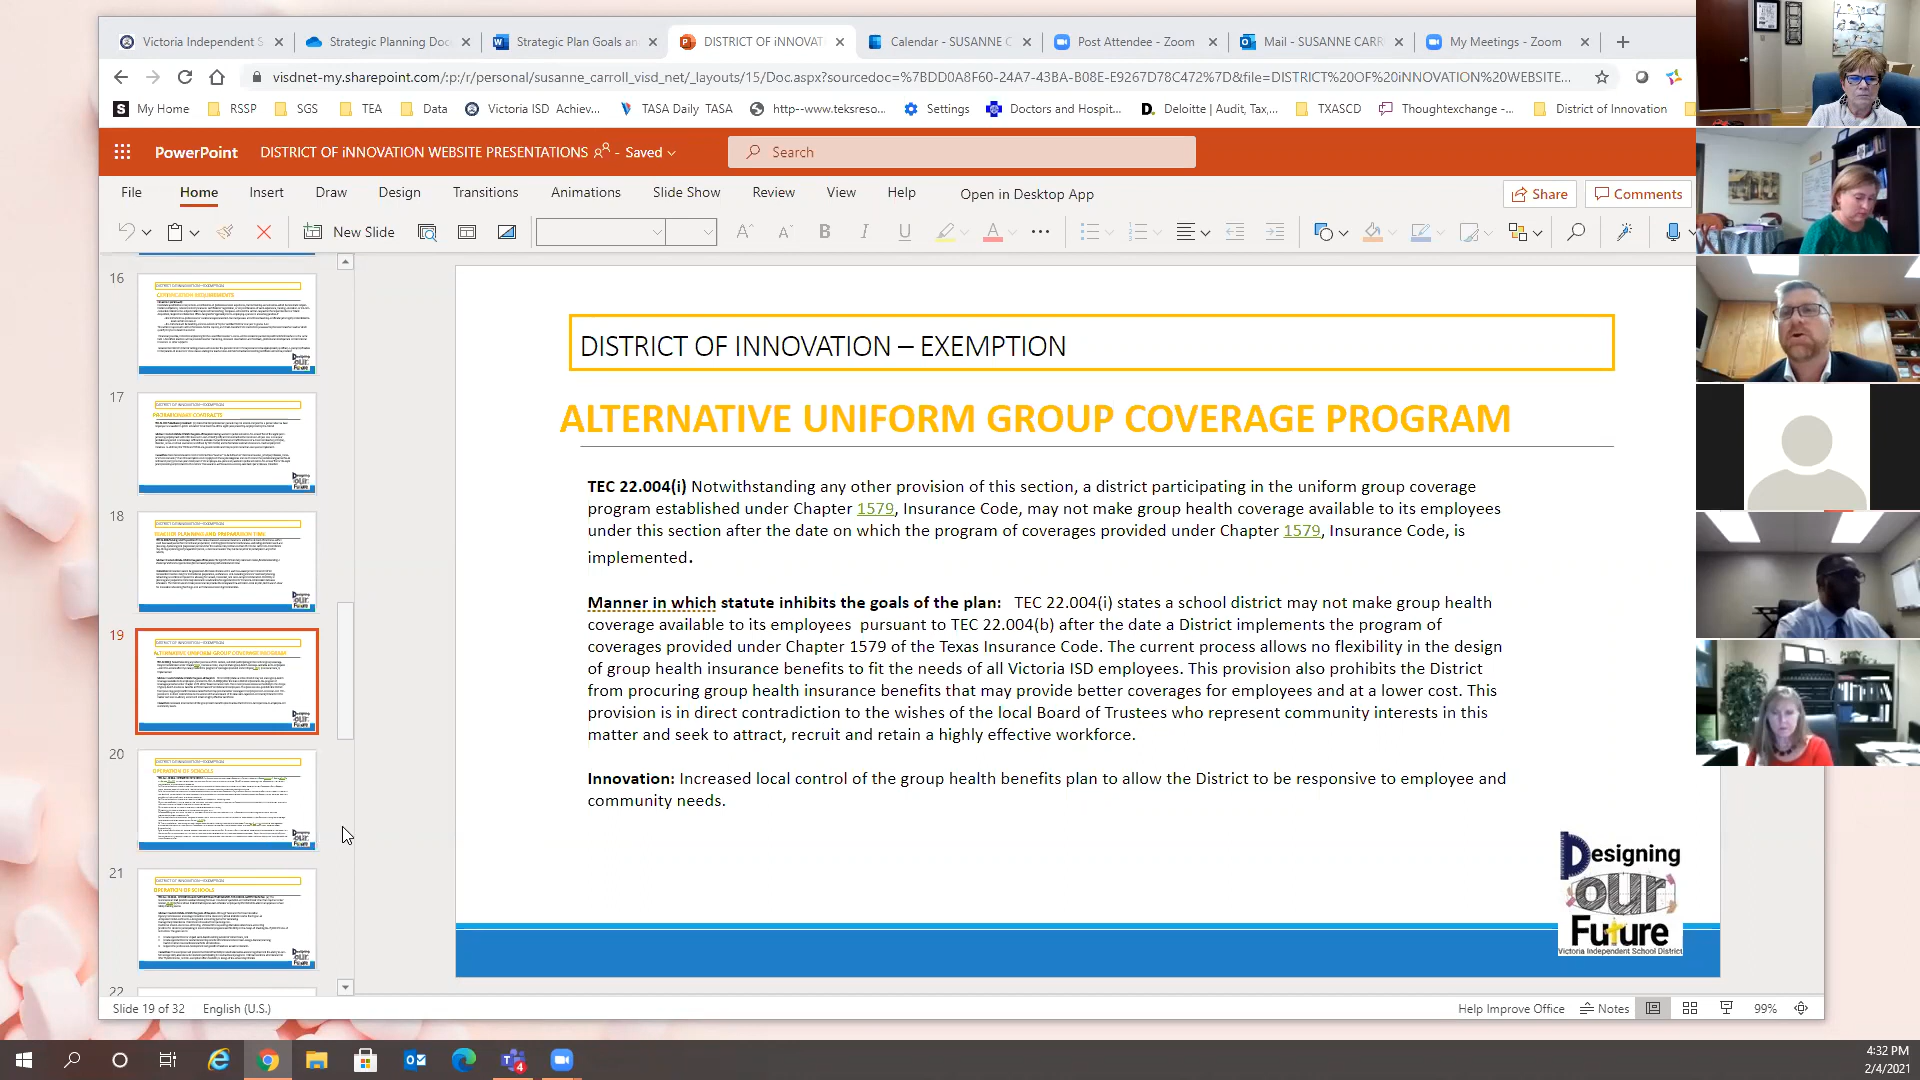 Victoria Independent S
Strategic Planning Doc
Strategic Plan Goals an
DISTRICT OF iNNOVAT
Calendar - SUSANNE C
Post Attendee - Zoom
Mail - SUSANNE CARR
My Meetings - Zoom
visdnet-my.sharepoint.com/:p:/r/personal/susanne_carroll_visd_net/_layouts/15/Doc.aspx?sourcedoc=%7BDD0A8F60-24A7-43BA-B08E-E9267D78C472%7D&file=DISTRICT%20OF%20iNNOVATION%20WEBSITE...
My Home
RSSP
SGS
TEA
Data
Victoria ISD Achiev...
TASA Daily TASA
http--www.teksreso...
Settings
Doctors and Hospit...
Deloitte | Audit, Tax,...
TXASCD
Thoughtexchange -...
District of Innovation
PowerPoint
DISTRICT OF iNNOVATION WEBSITE PRESENTATIONS - Saved
Search
File
Home
Insert
Draw
Design
Transitions
Animations
Slide Show
Review
View
Help
Open in Desktop App
Share
Comments
New Slide
16
17
18
19
20
21
22
DISTRICT OF INNOVATION – EXEMPTION
ALTERNATIVE UNIFORM GROUP COVERAGE PROGRAM
TEC 22.004(i) Notwithstanding any other provision of this section, a district participating in the uniform group coverage
program established under Chapter 1579, Insurance Code, may not make group health coverage available to its employees
under this section after the date on which the program of coverages provided under Chapter 1579, Insurance Code, is
implemented.
Manner in which statute inhibits the goals of the plan: TEC 22.004(i) states a school district may not make group health
coverage available to its employees pursuant to TEC 22.004(b) after the date a District implements the program of
coverages provided under Chapter 1579 of the Texas Insurance Code. The current process allows no flexibility in the design
of group health insurance benefits to fit the needs of all Victoria ISD employees. This provision also prohibits the District
from procuring group health insurance benefits that may provide better coverages for employees and at a lower cost. This
provision is in direct contradiction to the wishes of the local Board of Trustees who represent community interests in this
matter and seek to attract, recruit and retain a highly effective workforce.
Innovation: Increased local control of the group health benefits plan to allow the District to be responsive to employee and
community needs.
Designing
our
Future
Victoria Independent School District
Slide 19 of 32
English (U.S.)
Help Improve Office
Notes
99%
4:32 PM
2/4/2021